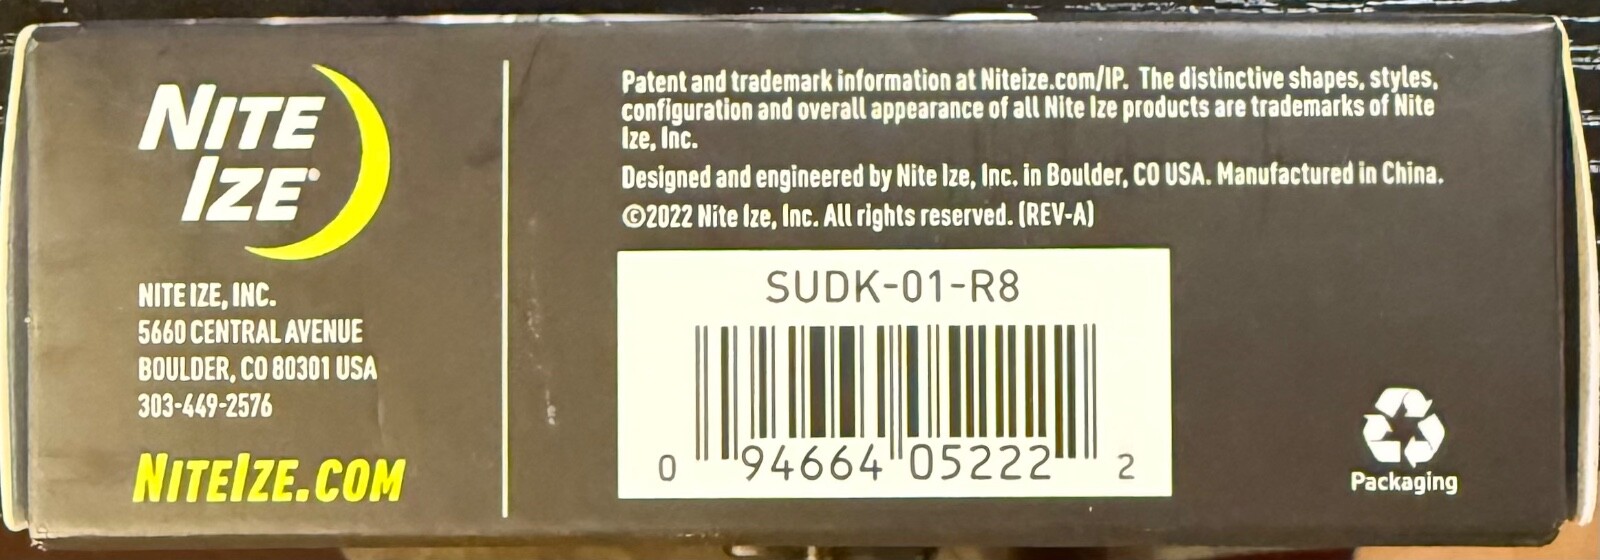 NITE
IZE
NITE IZE, INC.
5660 CENTRAL AVENUE
BOULDER, CO 80301 USA
303-449-2576
NITEIZE.COM
Patent and trademark information at Niteize.com/IP. The distinctive shapes, styles,
configuration and overall appearance of all Nite Ize products are trademarks of Nite
Ize, Inc.
Designed and engineered by Nite Ize, Inc. in Boulder, CO USA. Manufactured in China.
©2022 Nite Ize, Inc. All rights reserved. (REV-A)
SUDK-01-R8
0 94664 05222 2
Packaging